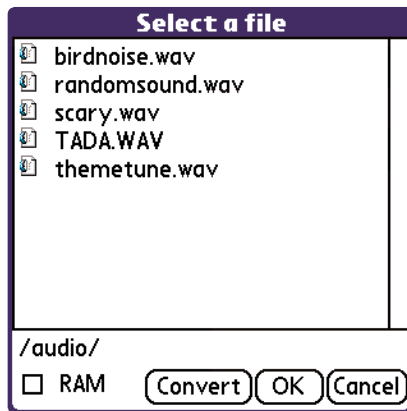 Select a file
birdnoise.wav
randomsound.wav
scary.wav
TADA.WAV
themetune.wav
/audio/
RAM Convert OK Cancel